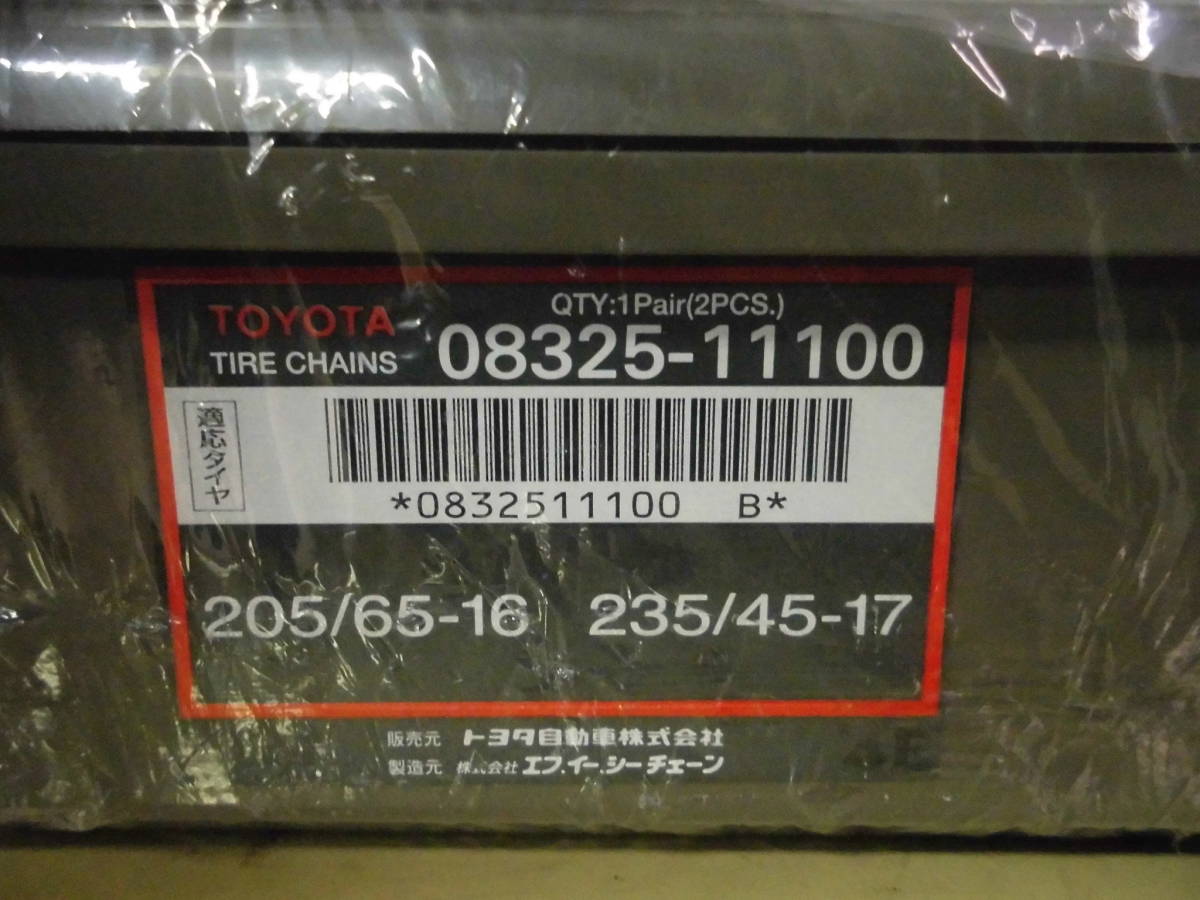 QTY:1Pair(2PCS.)
TOYOTA
TIRE CHAINS
08325-11100
適応タイヤ
*0832511100 B*
205/65-16 235/45-17
販売元 トヨタ自動車株式会社
製造元 株式会社 エフ.イー.シーチェーン